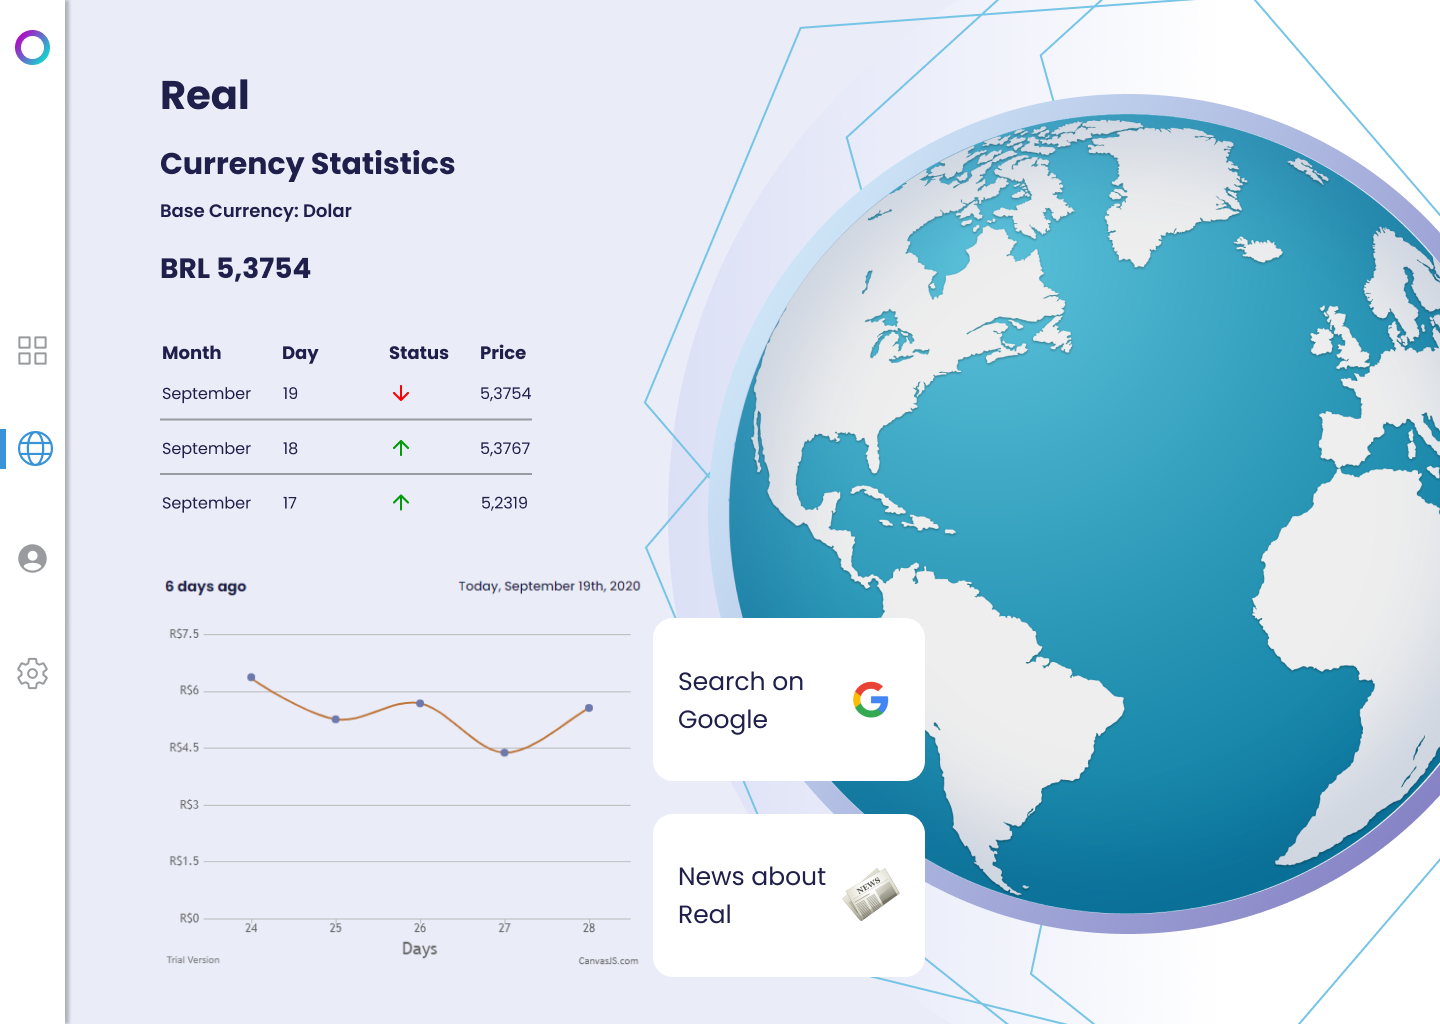 Real
Currency Statistics
Base Currency: Dolar
BRL 5,3754
Month Day Status Price
September 19 5,3754
September 18 5,3767
September 17 5,2319
6 days ago Today, September 19th, 2020
R$7.5
R$6
R$4.5
R$3
R$1.5
R$0
24 25 26 27 28
Days
Trial Version CanvasJS.com
Search on
Google
News about
Real
NEWS